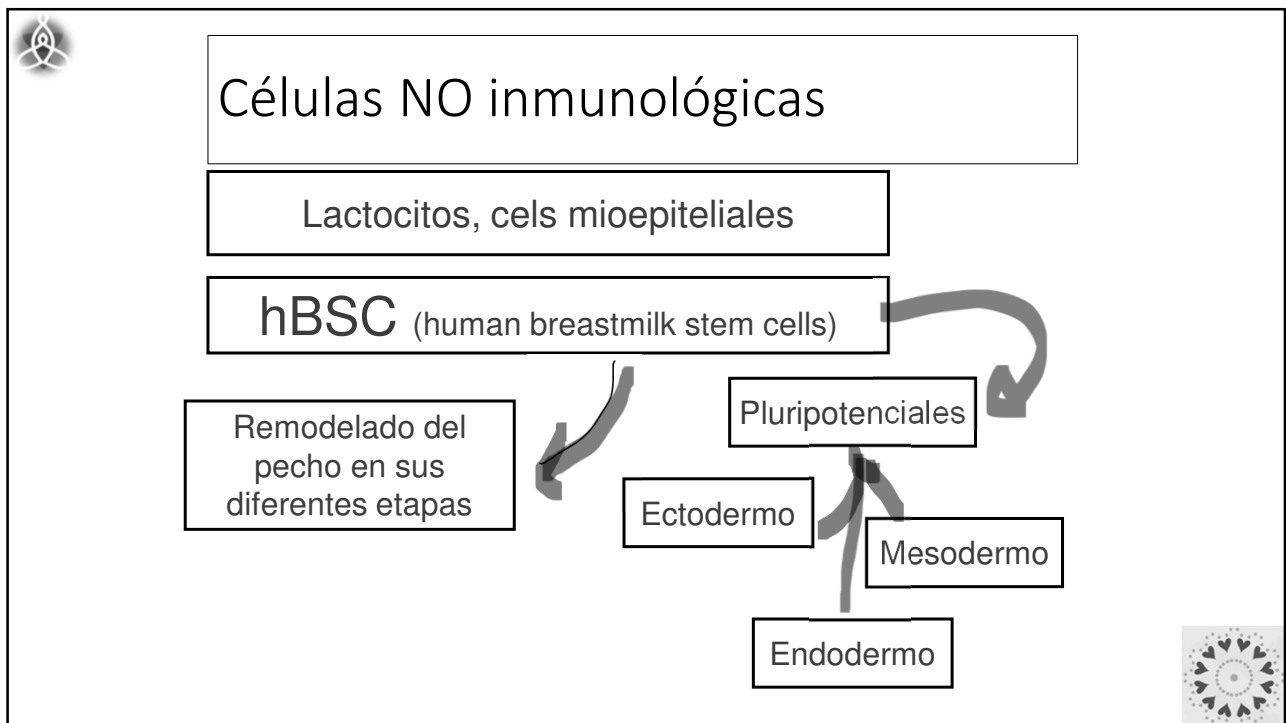 Células NO inmunológicas
Lactocitos, cels mioepiteliales
hBSC (human breastmilk stem cells)
Remodelado del
pecho en sus
diferentes etapas
Pluripotenciales
Ectodermo
Mesodermo
Endodermo